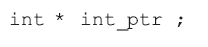 int * int_ptr ;